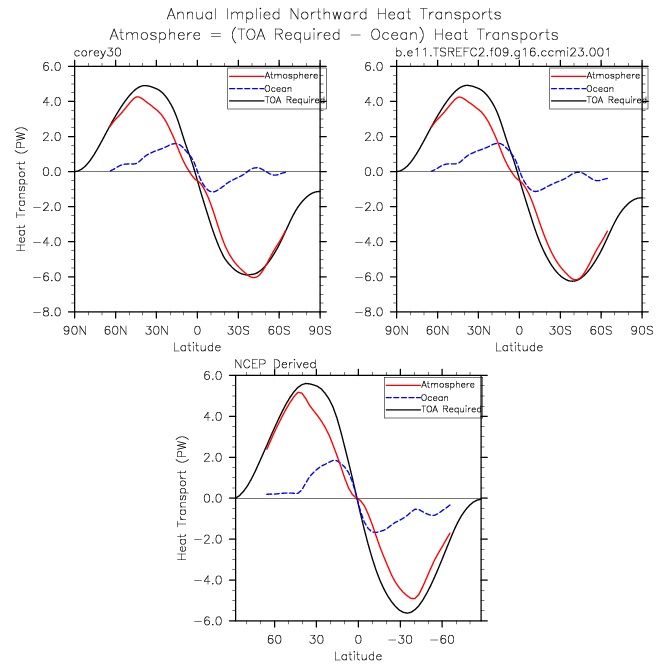 Annual Implied Northward Heat Transports
Atmosphere = (TOA Required − Ocean) Heat Transports
carey30
b.e11.TSREFC2.f09.g16.ccmi23.001
Atmosphere
Ocean
TOA Required
6.0
4.0
2.0
0.0
−2.0
−4.0
−6.0
−8.0
Heat Transport (PW)
90N 60N 30N 0 30S 60S 90S
Latitude
Atmosphere
Ocean
TOA Required
6.0
4.0
2.0
0.0
−2.0
−4.0
−6.0
−8.0
90N 60N 30N 0 30S 60S 90S
Latitude
NCEP Derived
Atmosphere
Ocean
TOA Required
6.0
4.0
2.0
0.0
−2.0
−4.0
−6.0
Heat Transport (PW)
60 30 0 −30 −60
Latitude